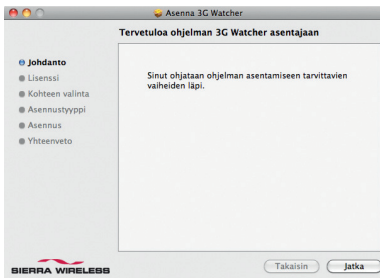 Asenna 3G Watcher
Tervetuloa ohjelman 3G Watcher asentajaan
Johdanto
Lisenssi
Kohteen valinta
Asennustyyppi
Asennus
Yhteenveto
Sinut ohjataan ohjelman asentamiseen tarvittavien
vaiheiden läpi.
SIERRA WIRELESS
Takaisin
Jatka